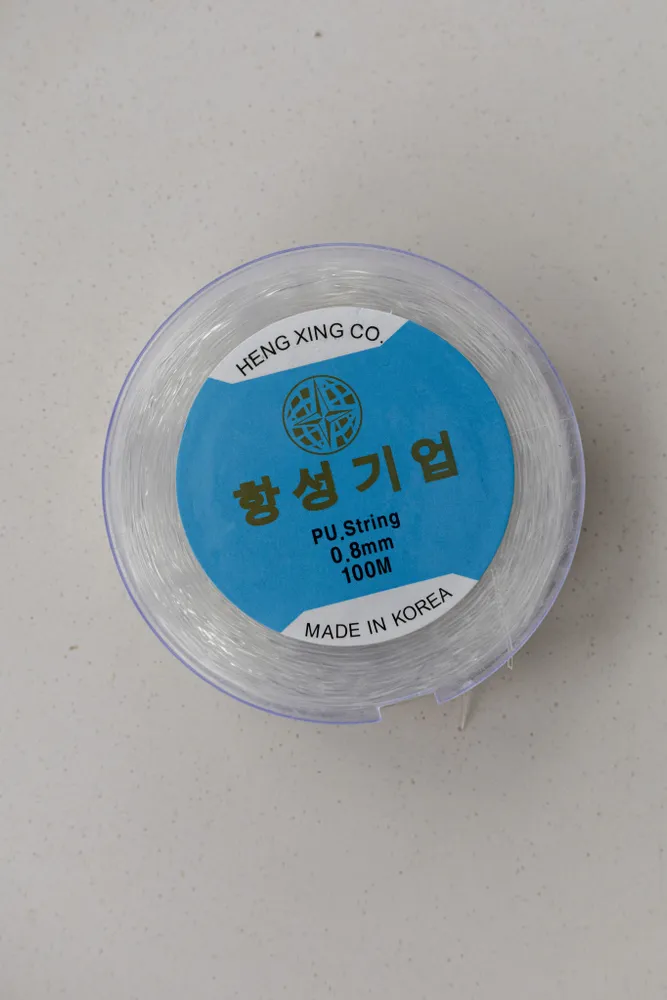 HENG XING CO.
항성기업
PU.String
0.8mm
100M
MADE IN KOREA